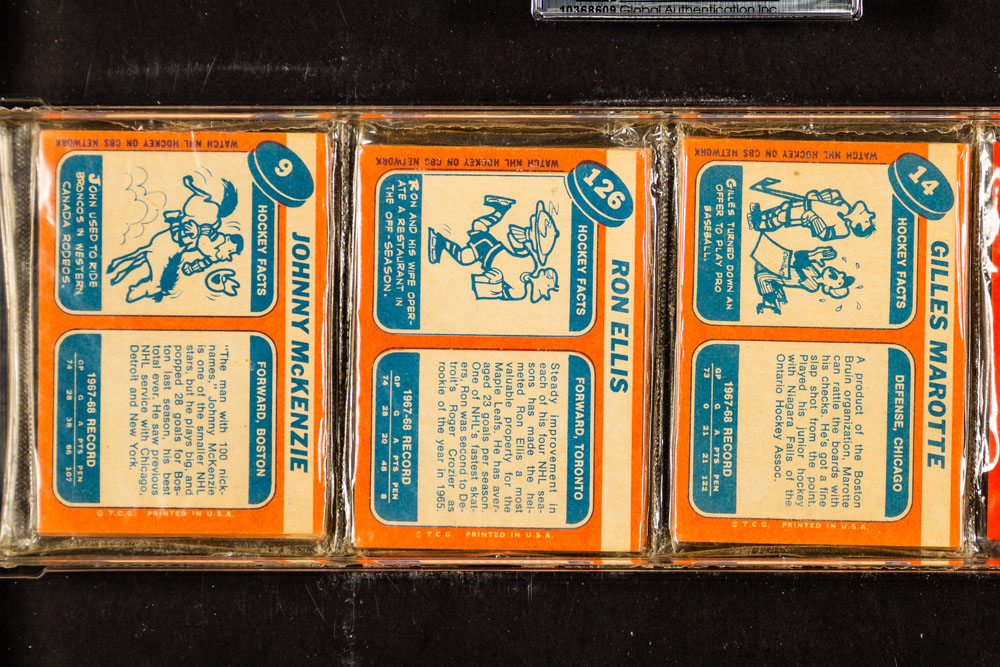 10368609 Global Authentication Inc.
9
JOHNNY McKENZIE
HOCKEY FACTS
JOHN USED TO RIDE
BRONCOS IN WESTERN
CANADA RODEOS.
FORWARD, BOSTON
"The man with 100 nick-
names," Johnny McKenzie
is one of the smaller NHL
stars, but he plays big, and
popped 28 goals for Bos-
ton last season, his best
total ever. He saw previous
NHL service with Chicago,
Detroit and New York.
1967-68 RECORD
GP G A PTS PEN
74 28 38 66 107
WATCH NHL HOCKEY ON CBS NETWORK
© T.C.G. PRINTED IN U.S.A.
126
RON ELLIS
HOCKEY FACTS
RON AND HIS WIFE OPER-
ATE A RESTAURANT IN
THE OFF-SEASON.
FORWARD, TORONTO
Steady improvement in
each of his four NHL sea-
sons has made the hel-
meted Ron Ellis a most
valuable property for the
Maple Leafs. He has aver-
aged 23 goals per season.
One of NHL's fastest skat-
ers, Ron was second to De-
troit's Roger Crozier as
rookie of the year in 1965.
1967-68 RECORD
GP G A PTS PEN
74 28 20 48 8
WATCH NHL HOCKEY ON CBS NETWORK
© T.C.G. PRINTED IN U.S.A.
14
GILLES MAROTTE
HOCKEY FACTS
GILLES TURNED DOWN AN
OFFER TO PLAY PRO
BASEBALL.
DEFENSE, CHICAGO
A product of the Boston
Bruin organization, Marotte
can rattle the boards with
his checks. He's got a fine
slap shot from the point.
Played his junior hockey
with Niagara Falls of the
Ontario Hockey Assoc.
1967-68 RECORD
GP G A PTS PEN
73 0 21 21 122
WATCH NHL HOCKEY ON CBS NETWORK
© T.C.G. PRINTED IN U.S.A.